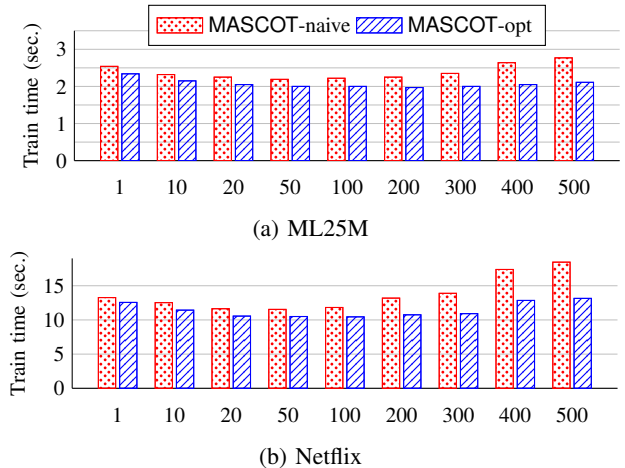 MASCOT-naive MASCOT-opt
Train time (sec.)
3
2
2
1
0
1 10 20 50 100 200 300 400 500
(a) ML25M
Train time (sec.)
15
10
5
0
1 10 20 50 100 200 300 400 500
(b) Netflix